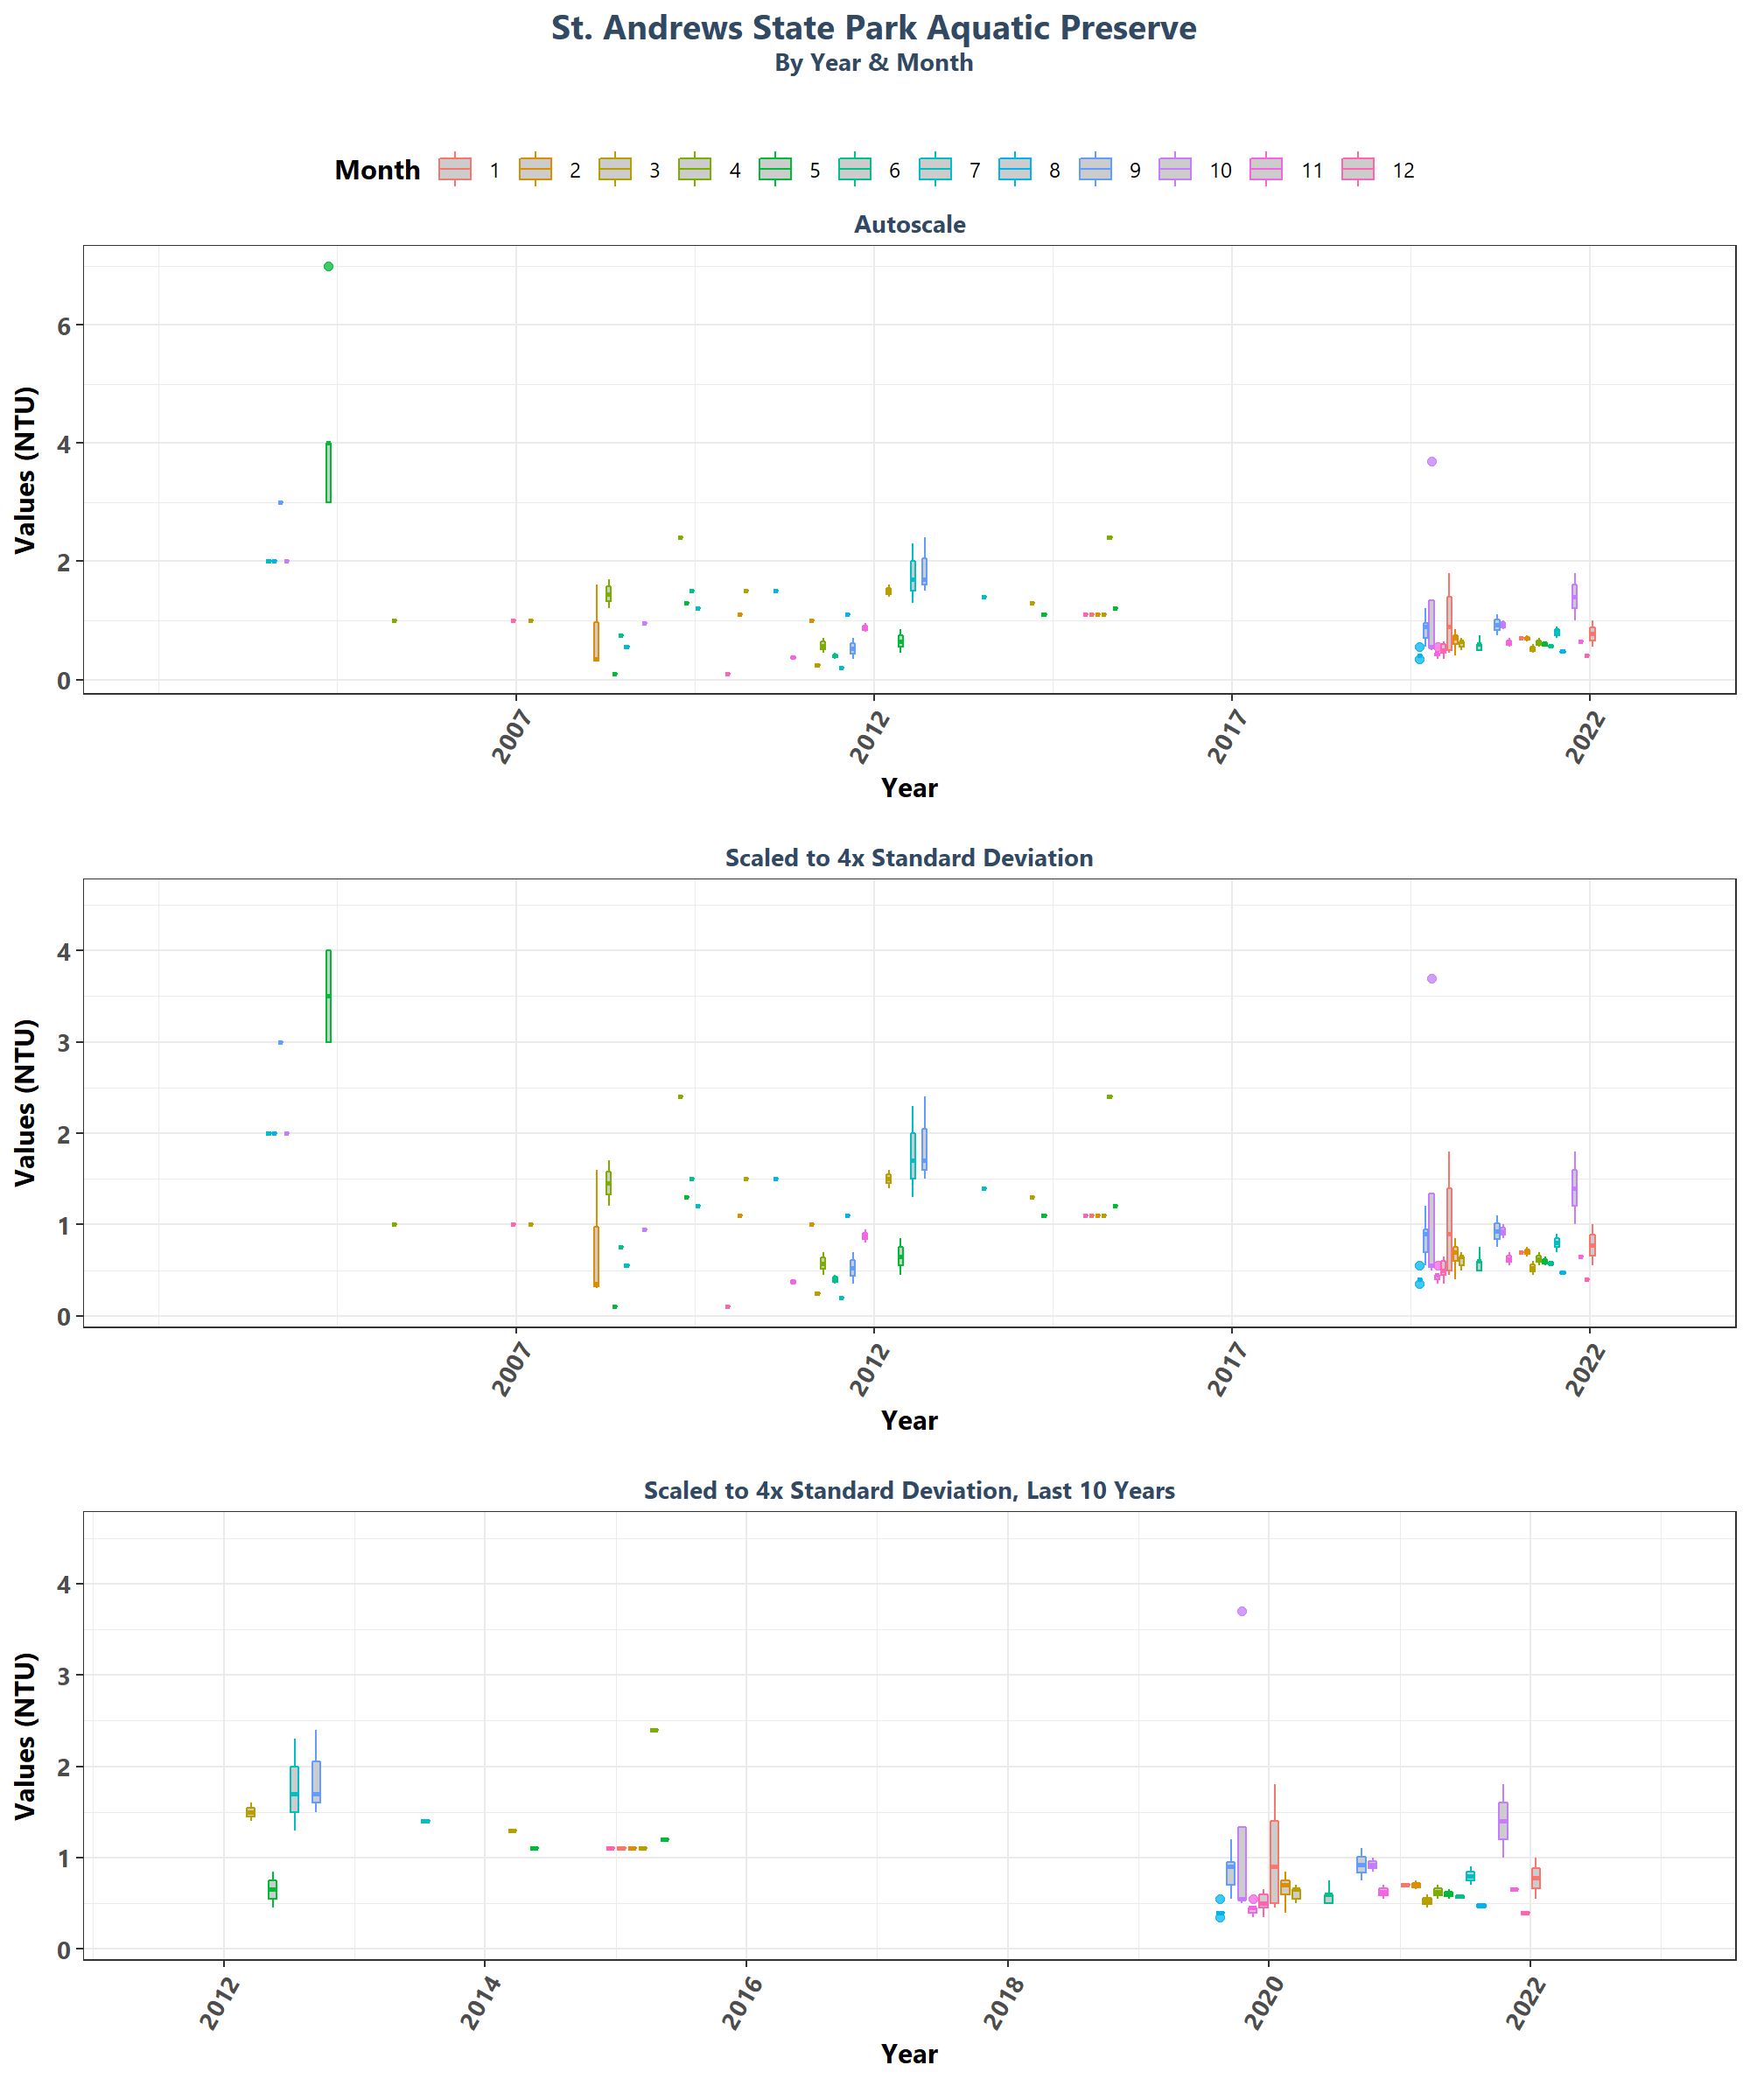 St. Andrews State Park Aquatic Preserve
By Year & Month
Month 1 2 3 4 5 6 7 8 9 10 11 12
Autoscale
Values (NTU)
6
4
2
0
2007 2012 2017 2022
Year
Scaled to 4x Standard Deviation
Values (NTU)
4
3
2
1
0
2007 2012 2017 2022
Year
Scaled to 4x Standard Deviation, Last 10 Years
Values (NTU)
4
3
2
1
0
2012 2014 2016 2018 2020 2022
Year